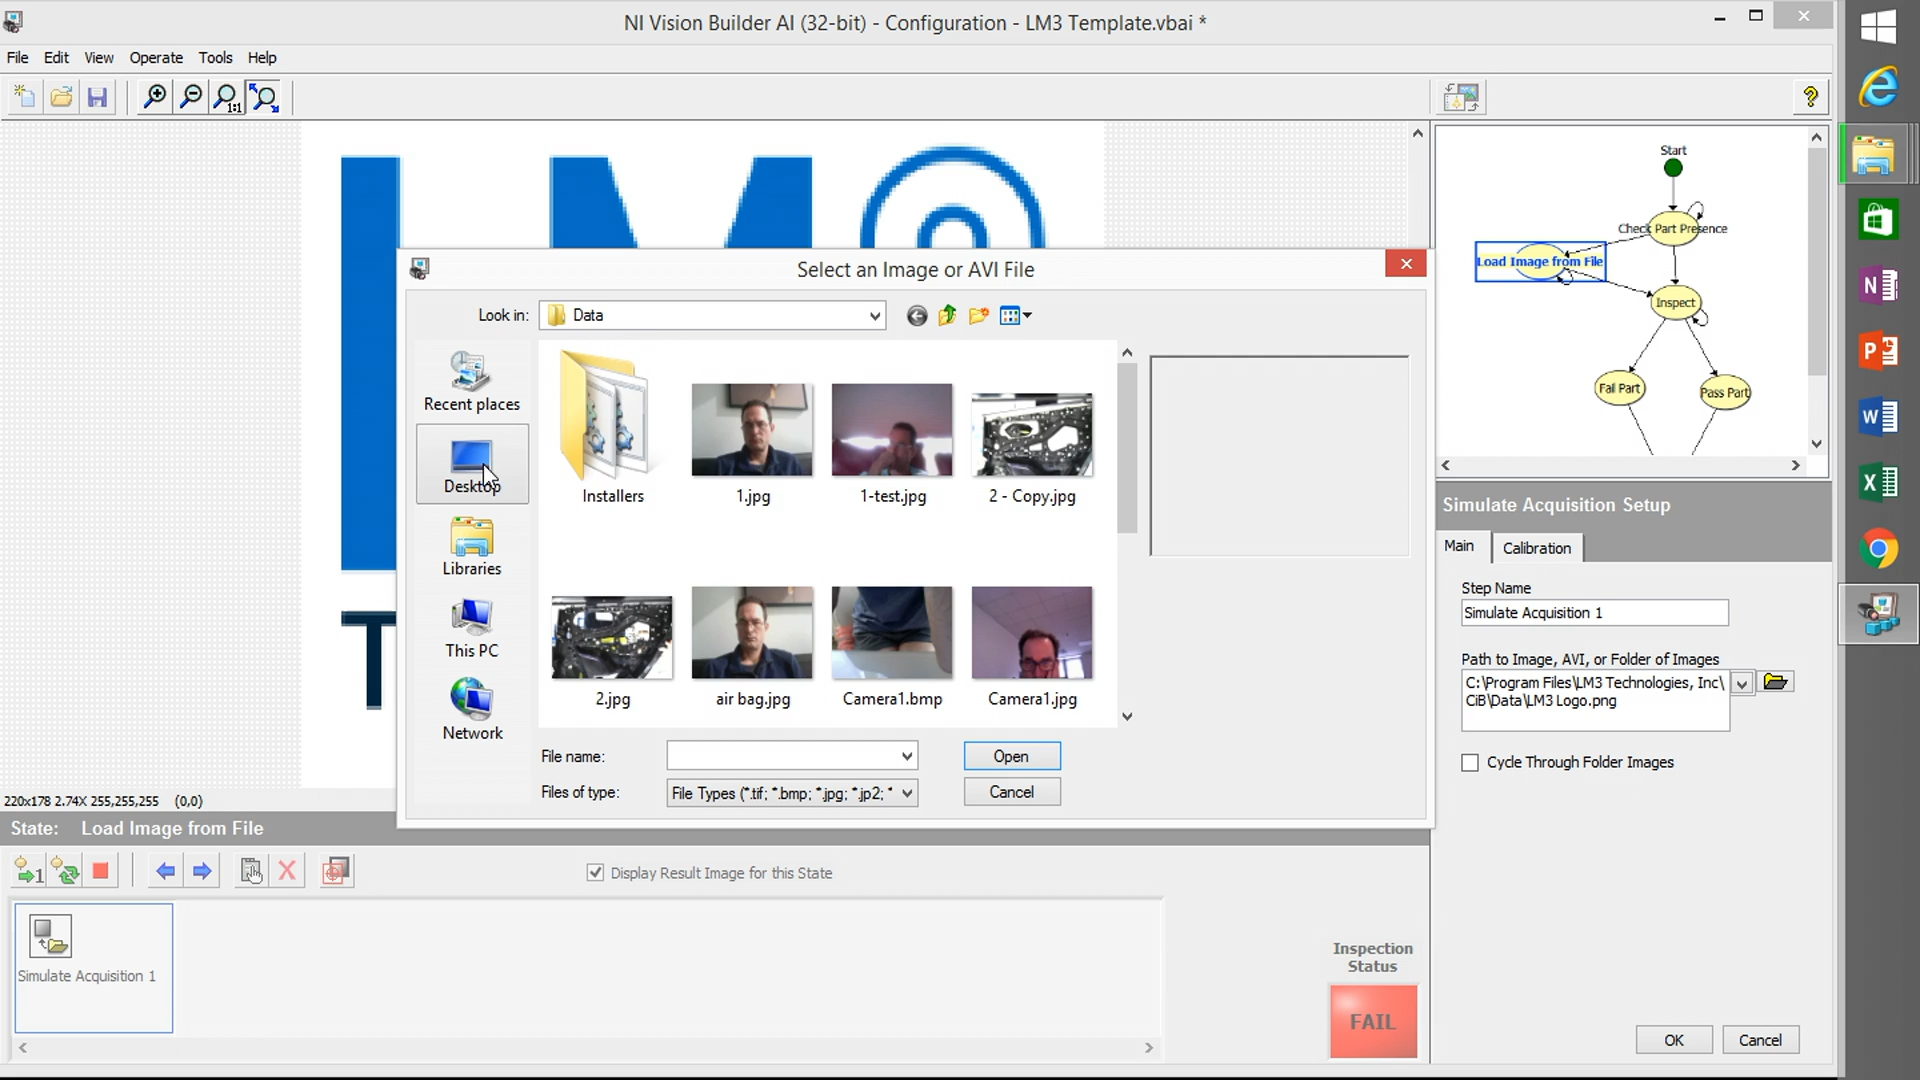 NI Vision Builder AI (32-bit) - Configuration - LM3 Template.vbai *
File Edit View Operate Tools Help
1:1
?
LM
T
Start
Check Part Presence
Load Image from File
Inspect
Fail Part
Pass Part
Select an Image or AVI File
Look in: Data
Recent places
Desktop
Libraries
This PC
Network
Installers
1.jpg
1-test.jpg
2 - Copy.jpg
2.jpg
air bag.jpg
Camera1.bmp
Camera1.jpg
File name:
Open
Files of type: File Types (*.tif; *.bmp; *.jpg; *.jp2; *
Cancel
Simulate Acquisition Setup
Main Calibration
Step Name
Simulate Acquisition 1
Path to Image, AVI, or Folder of Images
C:\Program Files\LM3 Technologies, Inc\
CiB\Data\LM3 Logo.png
Cycle Through Folder Images
220x178 2.74X 255,255,255 (0,0)
State: Load Image from File
1
Display Result Image for this State
Simulate Acquisition 1
Inspection
Status
FAIL
OK Cancel
N
P
W
X